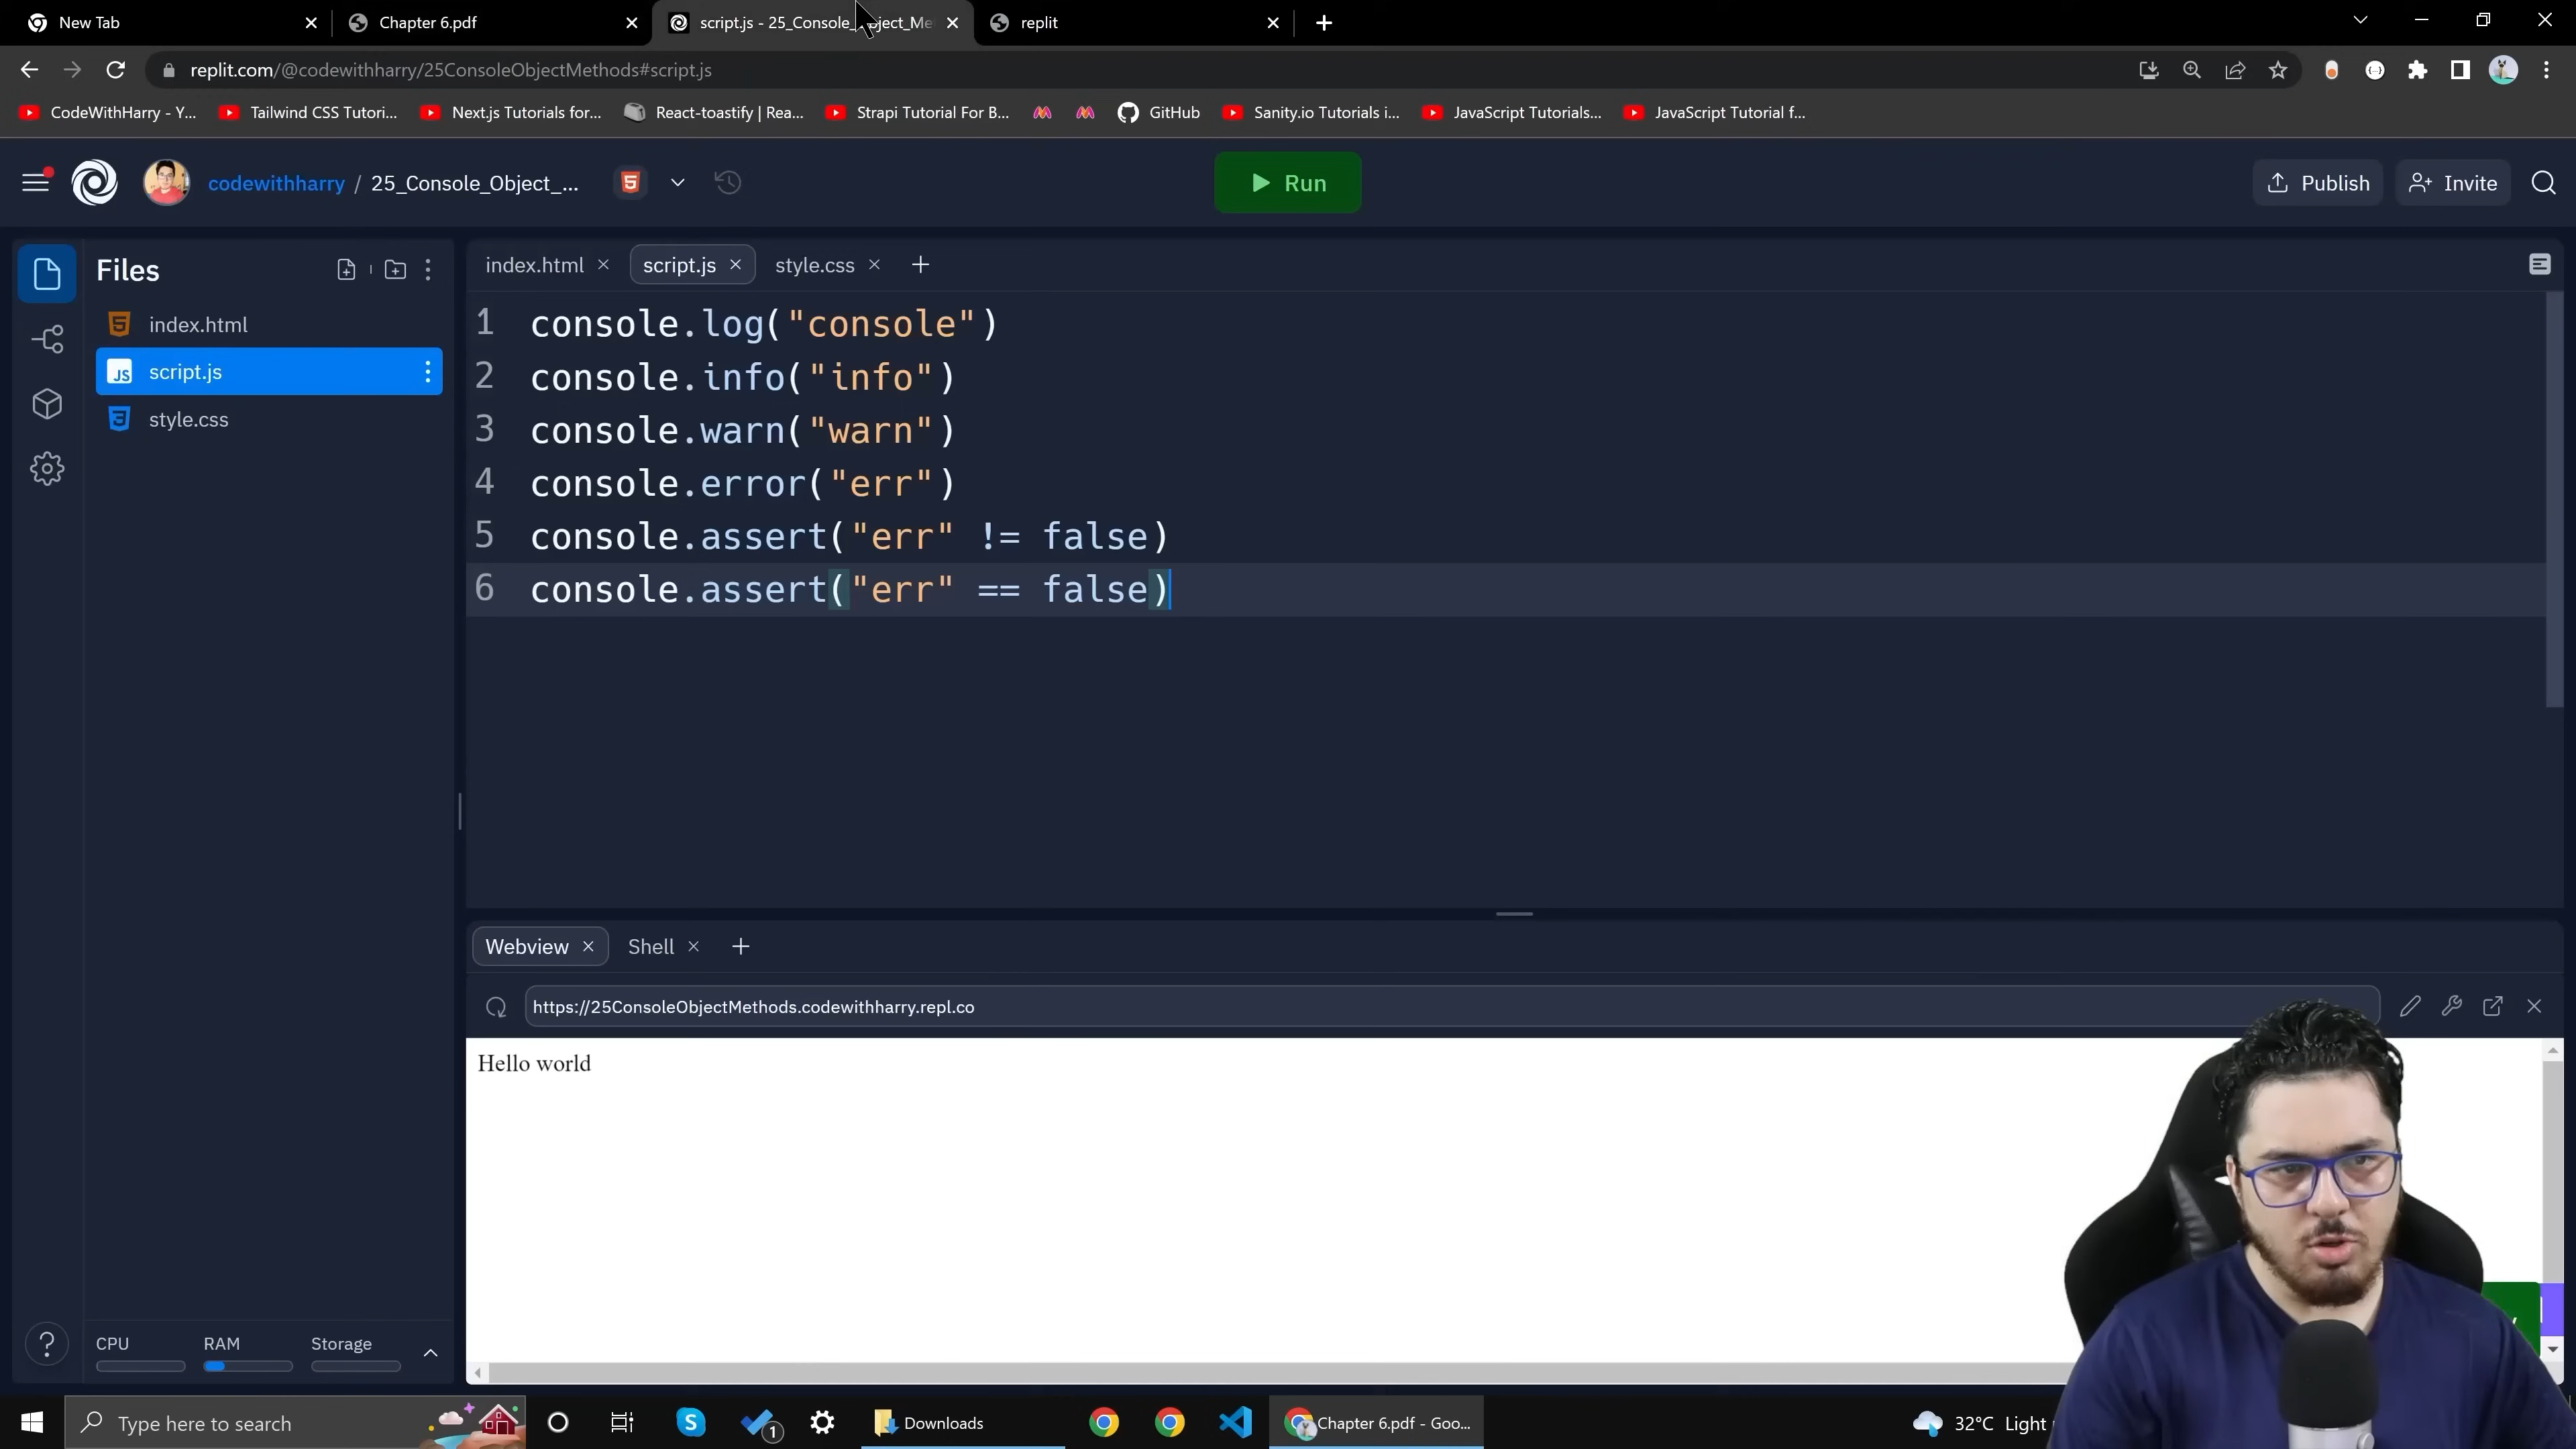 New Tab
Chapter 6.pdf
script.js - 25_Console_Object_Me
replit
replit.com/@codewithharry/25ConsoleObjectMethods#script.js
CodeWithHarry - Y...
Tailwind CSS Tutori...
Next.js Tutorials for...
React-toastify | Rea...
Strapi Tutorial For B...
GitHub
Sanity.io Tutorials i...
JavaScript Tutorials...
JavaScript Tutorial f...
codewithharry / 25_Console_Object_...
Run
Publish
Invite
Files
index.html
script.js
style.css
index.html
JS script.js
style.css
1 console.log("console")
2 console.info("info")
3 console.warn("warn")
4 console.error("err")
5 console.assert("err" != false)
6 console.assert("err" == false)
Webview
Shell
https://25ConsoleObjectMethods.codewithharry.repl.co
Hello world
CPU
RAM
Storage
Type here to search
1
Downloads
Chapter 6.pdf - Goo...
32°C Light